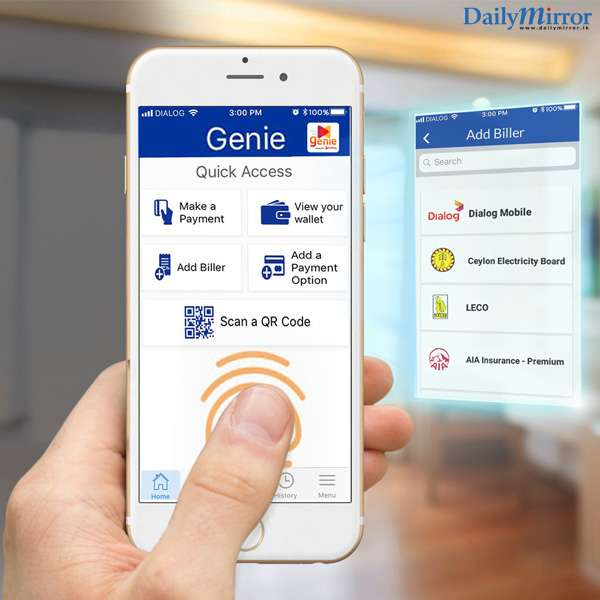 DailyMirror
www.dailymirror.lk
DIALOG 3:00 PM 100%
Genie
genie
Quick Access
Make a
Payment
View your
wallet
Add Biller
Add a
Payment
Option
Scan a QR Code
Home
History
Menu
DIALOG 3:00 PM 100%
Add Biller
Search
Dialog
Dialog Mobile
Ceylon Electricity Board
LECO
AIA
AIA Insurance - Premium